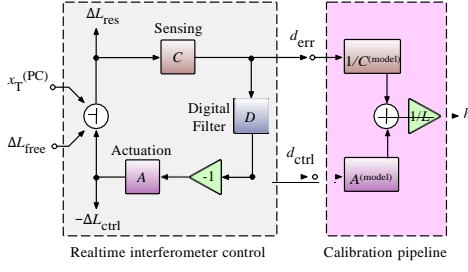 ΔL_res
Sensing
C
d_err
1/C^(model)
x_T^(PC)
Digital
Filter
D
1/L
h
ΔL_free
Actuation
A
-1
d_ctrl
A^(model)
−ΔL_ctrl
Realtime interferometer control
Calibration pipeline